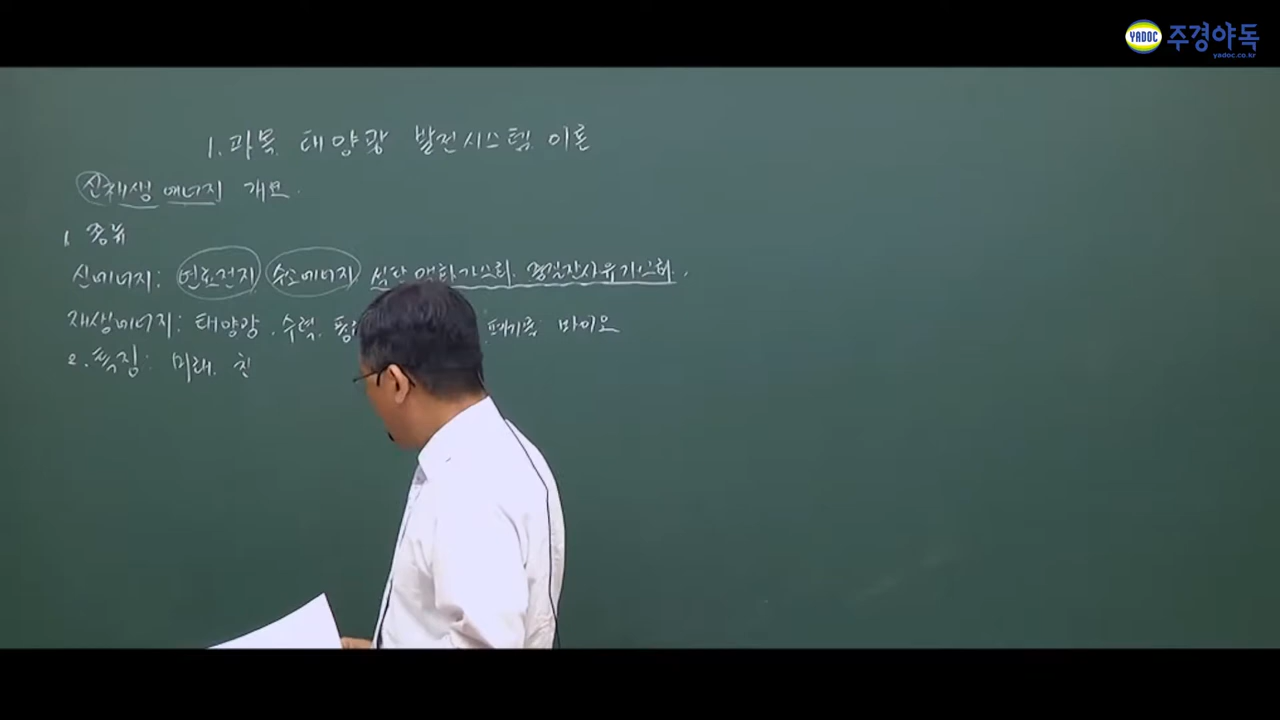 YADOC 주경야독
yadoc.co.kr
1. 과목 태양광 발전시스템 이론
신재생 에너지 개요.
1. 종류
신에너지: 연료전지 수소에너지 석탄 액화가스화. 중질잔사유가스화.
재생에너지: 태양광. 수력. 폐기물. 바이오
2. 특징: 미래. 친